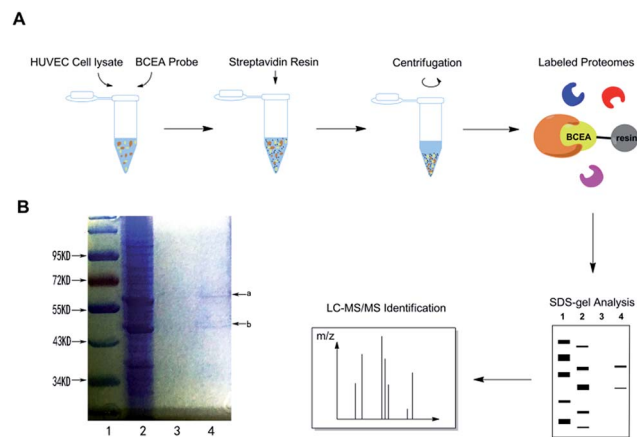 A
HUVEC Cell lysate BCEA Probe Streptavidin Resin Centrifugation Labeled Proteomes
BCEA resin
B
95KD
72KD
55KD
43KD
34KD
a
b
1 2 3 4
LC-MS/MS Identification
m/z
SDS-gel Analysis
1 2 3 4